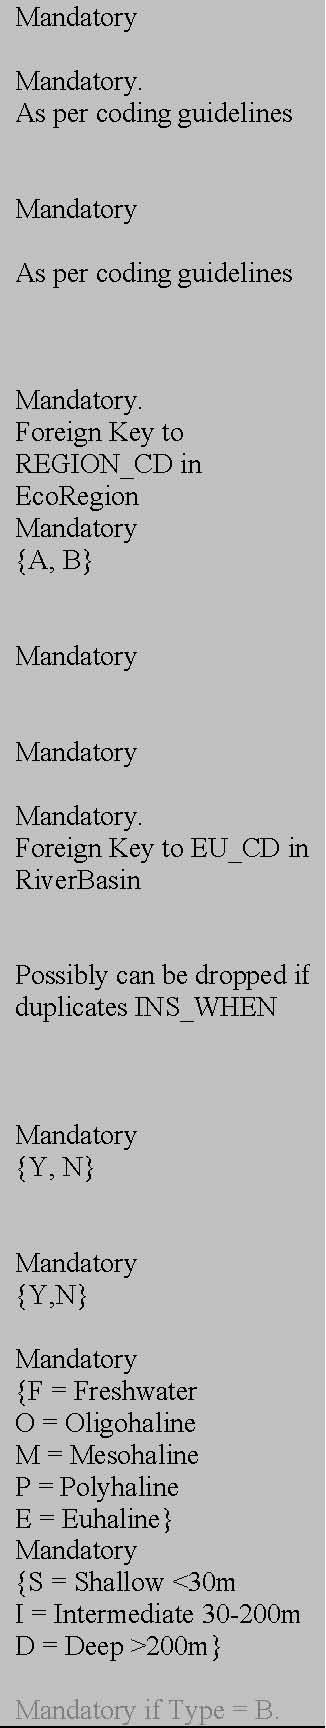 Mandatory
Mandatory.
As per coding guidelines
Mandatory
As per coding guidelines
Mandatory.
Foreign Key to
REGION_CD in
EcoRegion
Mandatory
{A, B}
Mandatory
Mandatory
Mandatory.
Foreign Key to EU_CD in
RiverBasin
Possibly can be dropped if
duplicates INS_WHEN
Mandatory
{Y, N}
Mandatory
{Y,N}
Mandatory
{F = Freshwater
O = Oligohaline
M = Mesohaline
P = Polyhaline
E = Euhaline}
Mandatory
{S = Shallow <30m
I = Intermediate 30-200m
D = Deep >200m}
Mandatory if Type = B.